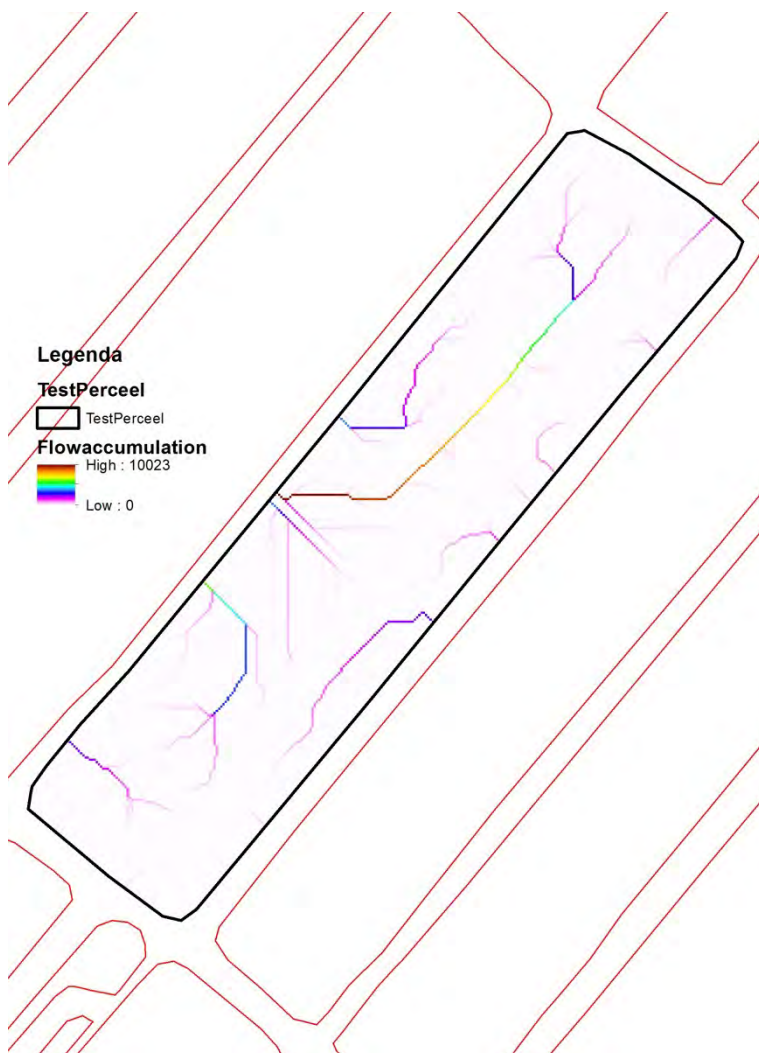 Legenda
TestPerceel
TestPerceel
Flowaccumulation
High : 10023
Low : 0